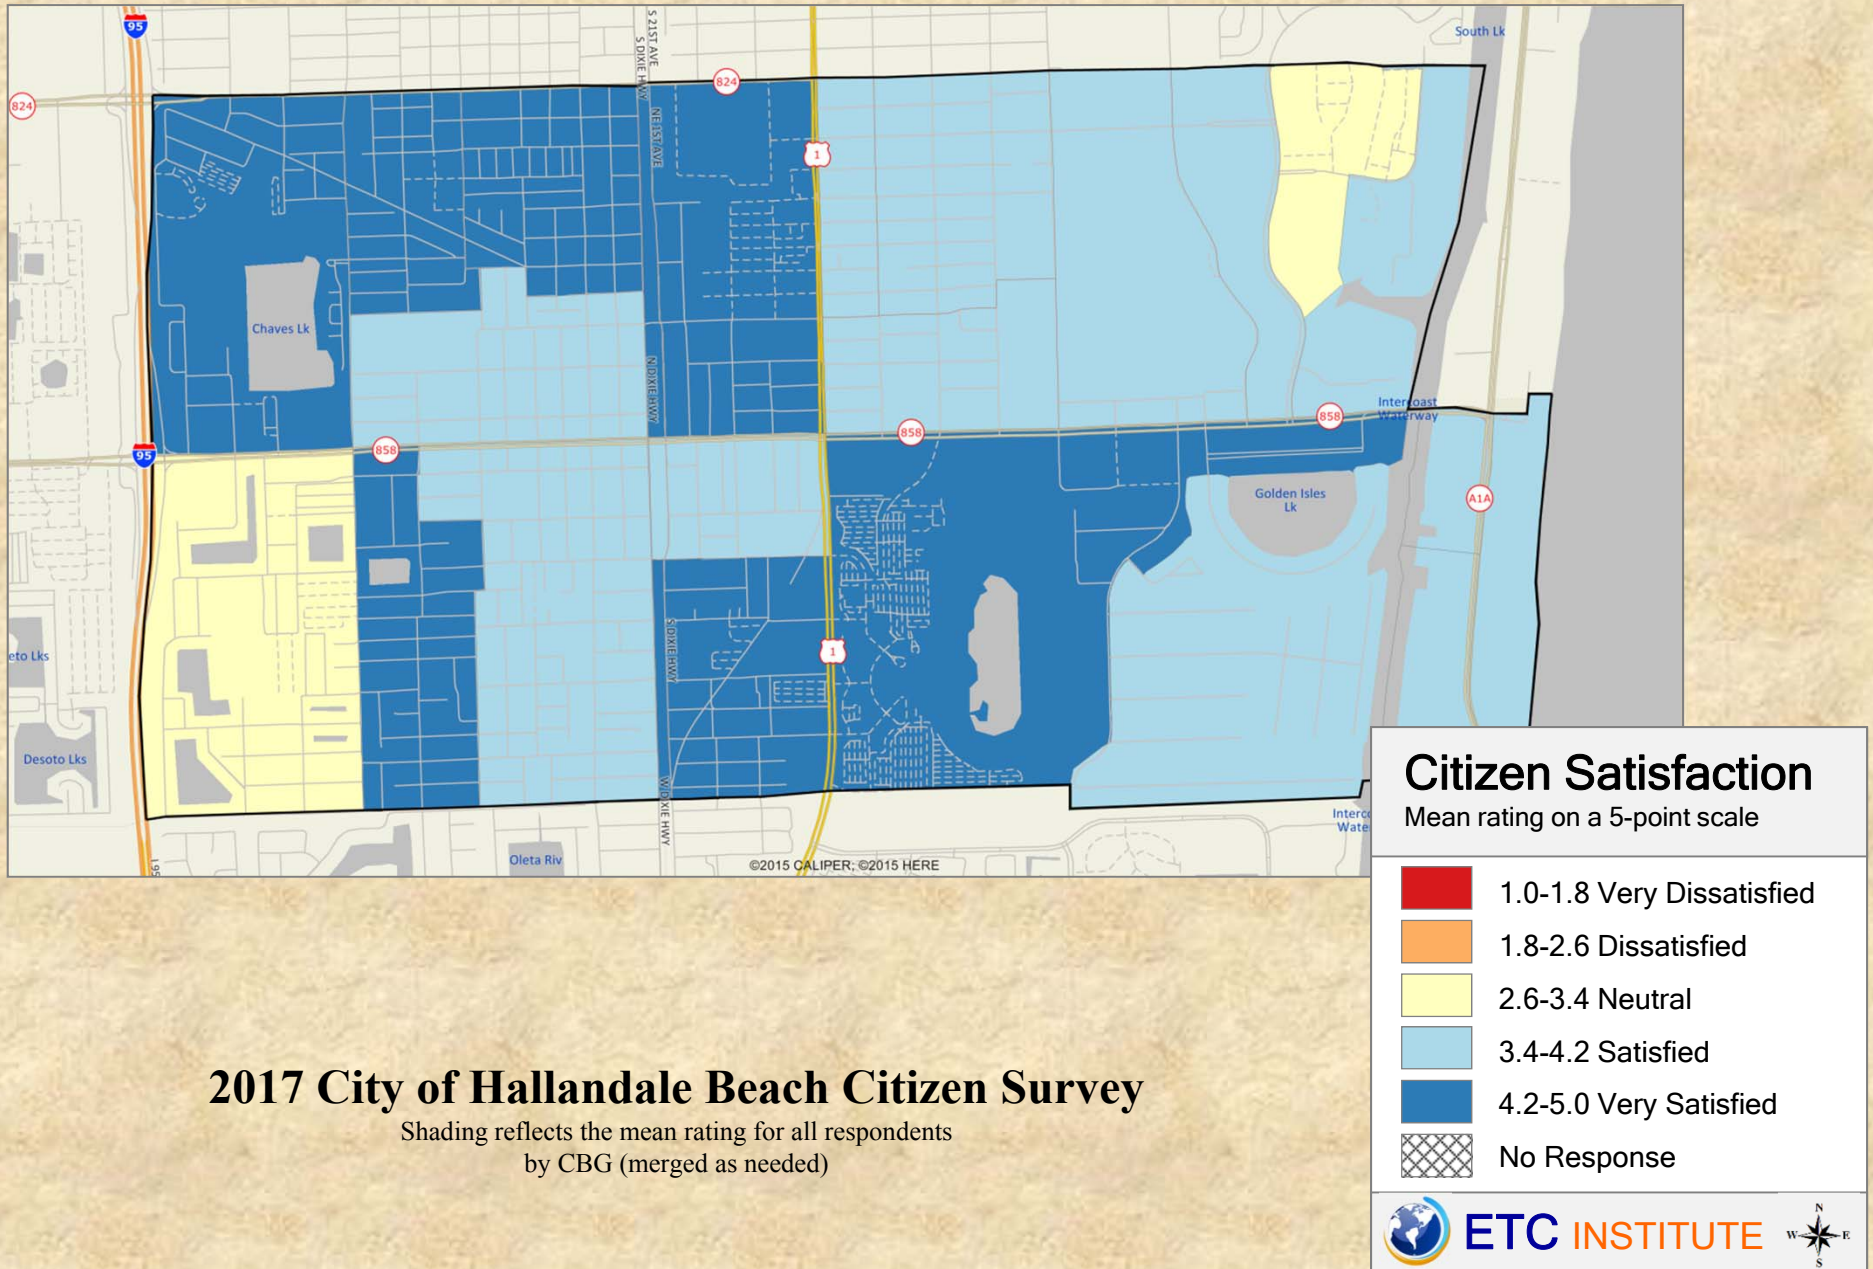 95
S 21ST AVE
S DIXIE HWY
South Lk
824
824
NE 1ST AVE
1
Chaves Lk
N DIXIE HWY
Intercoast
Waterway
858
858
858
95
Golden Isles
Lk
A1A
S DIXIE HWY
1
eto Lks
Desoto Lks
W DIXIE HWY
Interco
Wate
Oleta Riv
I 95
©2015 CALIPER; ©2015 HERE
Citizen Satisfaction
Mean rating on a 5-point scale
1.0-1.8 Very Dissatisfied
1.8-2.6 Dissatisfied
2.6-3.4 Neutral
3.4-4.2 Satisfied
4.2-5.0 Very Satisfied
No Response
2017 City of Hallandale Beach Citizen Survey
Shading reflects the mean rating for all respondents
by CBG (merged as needed)
ETC INSTITUTE
N
W E
S